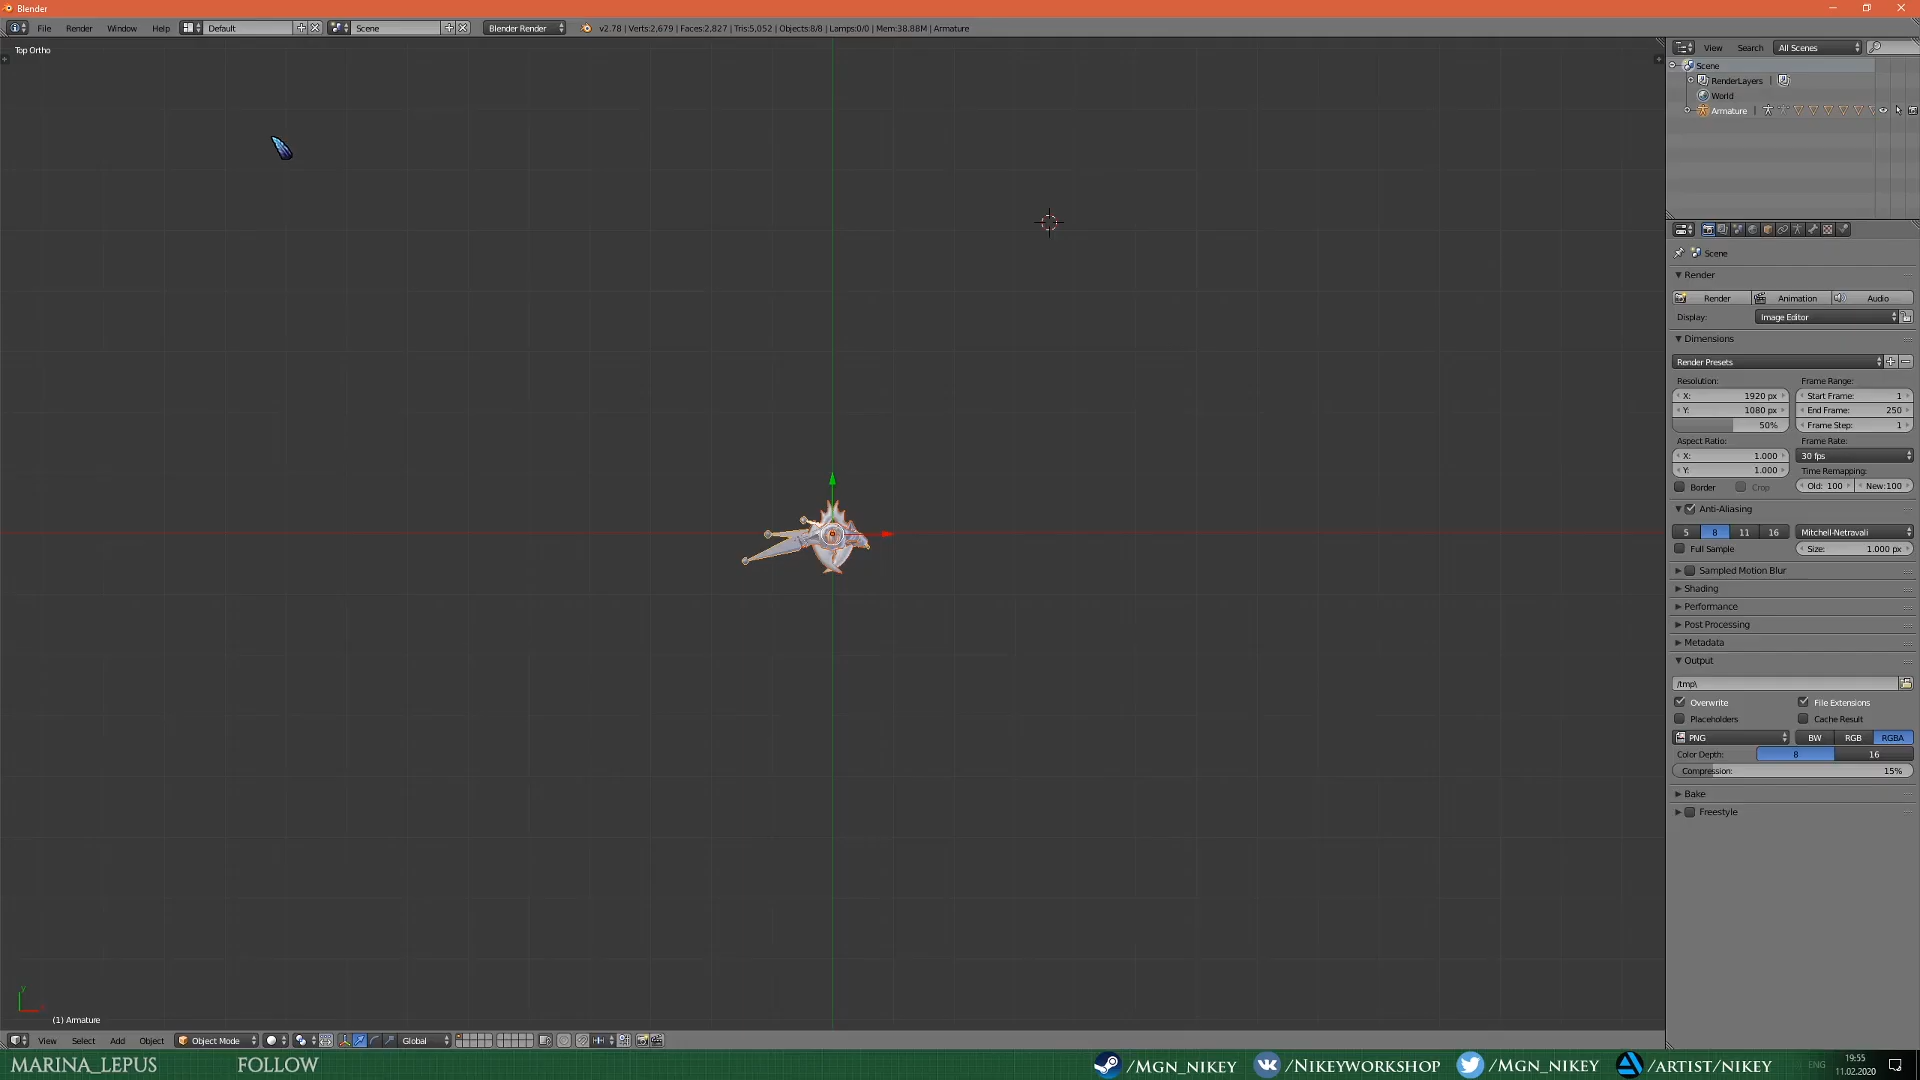 Blender
File Render Window Help Default Scene Blender Render v2.78 | Verts:2,679 | Faces:2,827 | Tris:5,052 | Objects:8/8 | Lamps:0/0 | Mem:38.88M | Armature
Top Ortho
View Search All Scenes
Scene
RenderLayers |
World
Armature |
Scene
Render
Render Animation Audio
Display: Image Editor
Dimensions
Render Presets
Resolution: Frame Range:
X: 1920 px Start Frame: 1
Y: 1080 px End Frame: 250
50% Frame Step: 1
Aspect Ratio: Frame Rate:
X: 1.000 30 fps
Y: 1.000 Time Remapping:
Border Crop Old: 100 New:100
Anti-Aliasing
5 8 11 16 Mitchell-Netravali
Full Sample Size: 1.000 px
Sampled Motion Blur
Shading
Performance
Post Processing
Metadata
Output
/tmp\
Overwrite File Extensions
Placeholders Cache Result
PNG BW RGB RGBA
Color Depth: 8 16
Compression: 15%
Bake
Freestyle
y
(1) Armature
View Select Add Object Object Mode Global
MARINA_LEPUS FOLLOW /MGN_NIKEY /NIKEYWORKSHOP /MGN_NIKEY /ARTIST/NIKEY ENG 19:55
11.02.2020